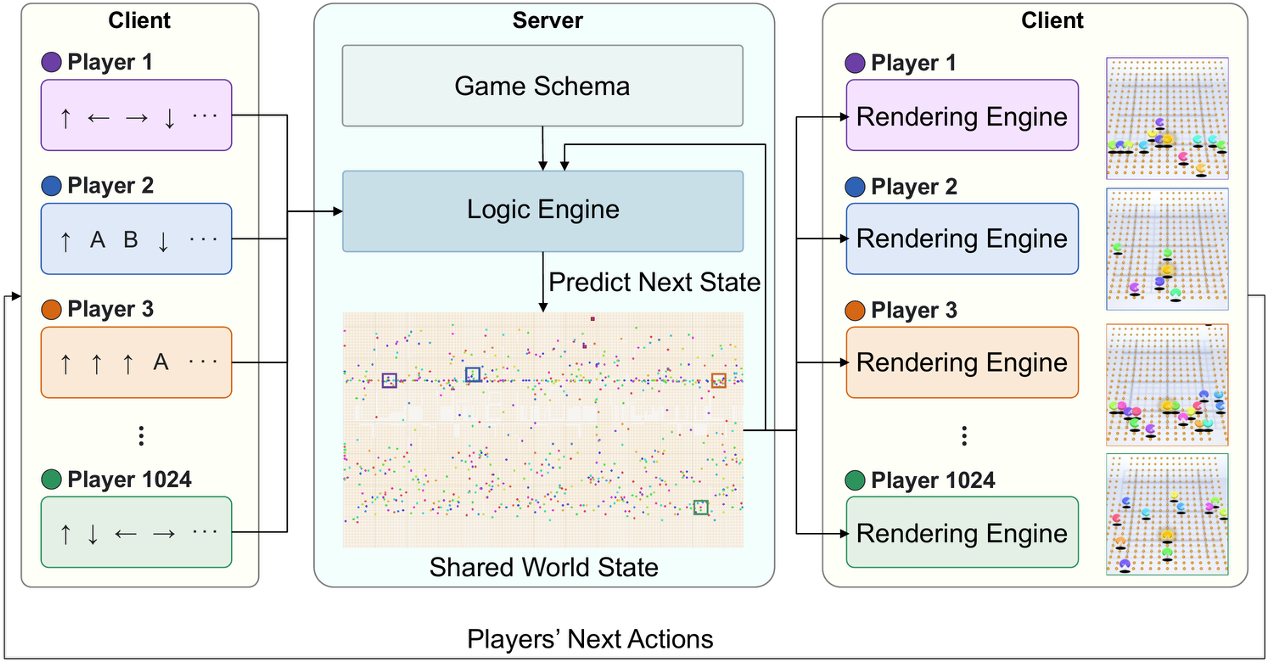 Client
Player 1
↑ ← → ↓ ···
Player 2
↑ A B ↓ ···
Player 3
↑ ↑ ↑ A ···
⋮
Player 1024
↑ ↓ ← → ···
Server
Game Schema
Logic Engine
Predict Next State
Shared World State
Client
Player 1
Rendering Engine
Player 2
Rendering Engine
Player 3
Rendering Engine
⋮
Player 1024
Rendering Engine
Players’ Next Actions